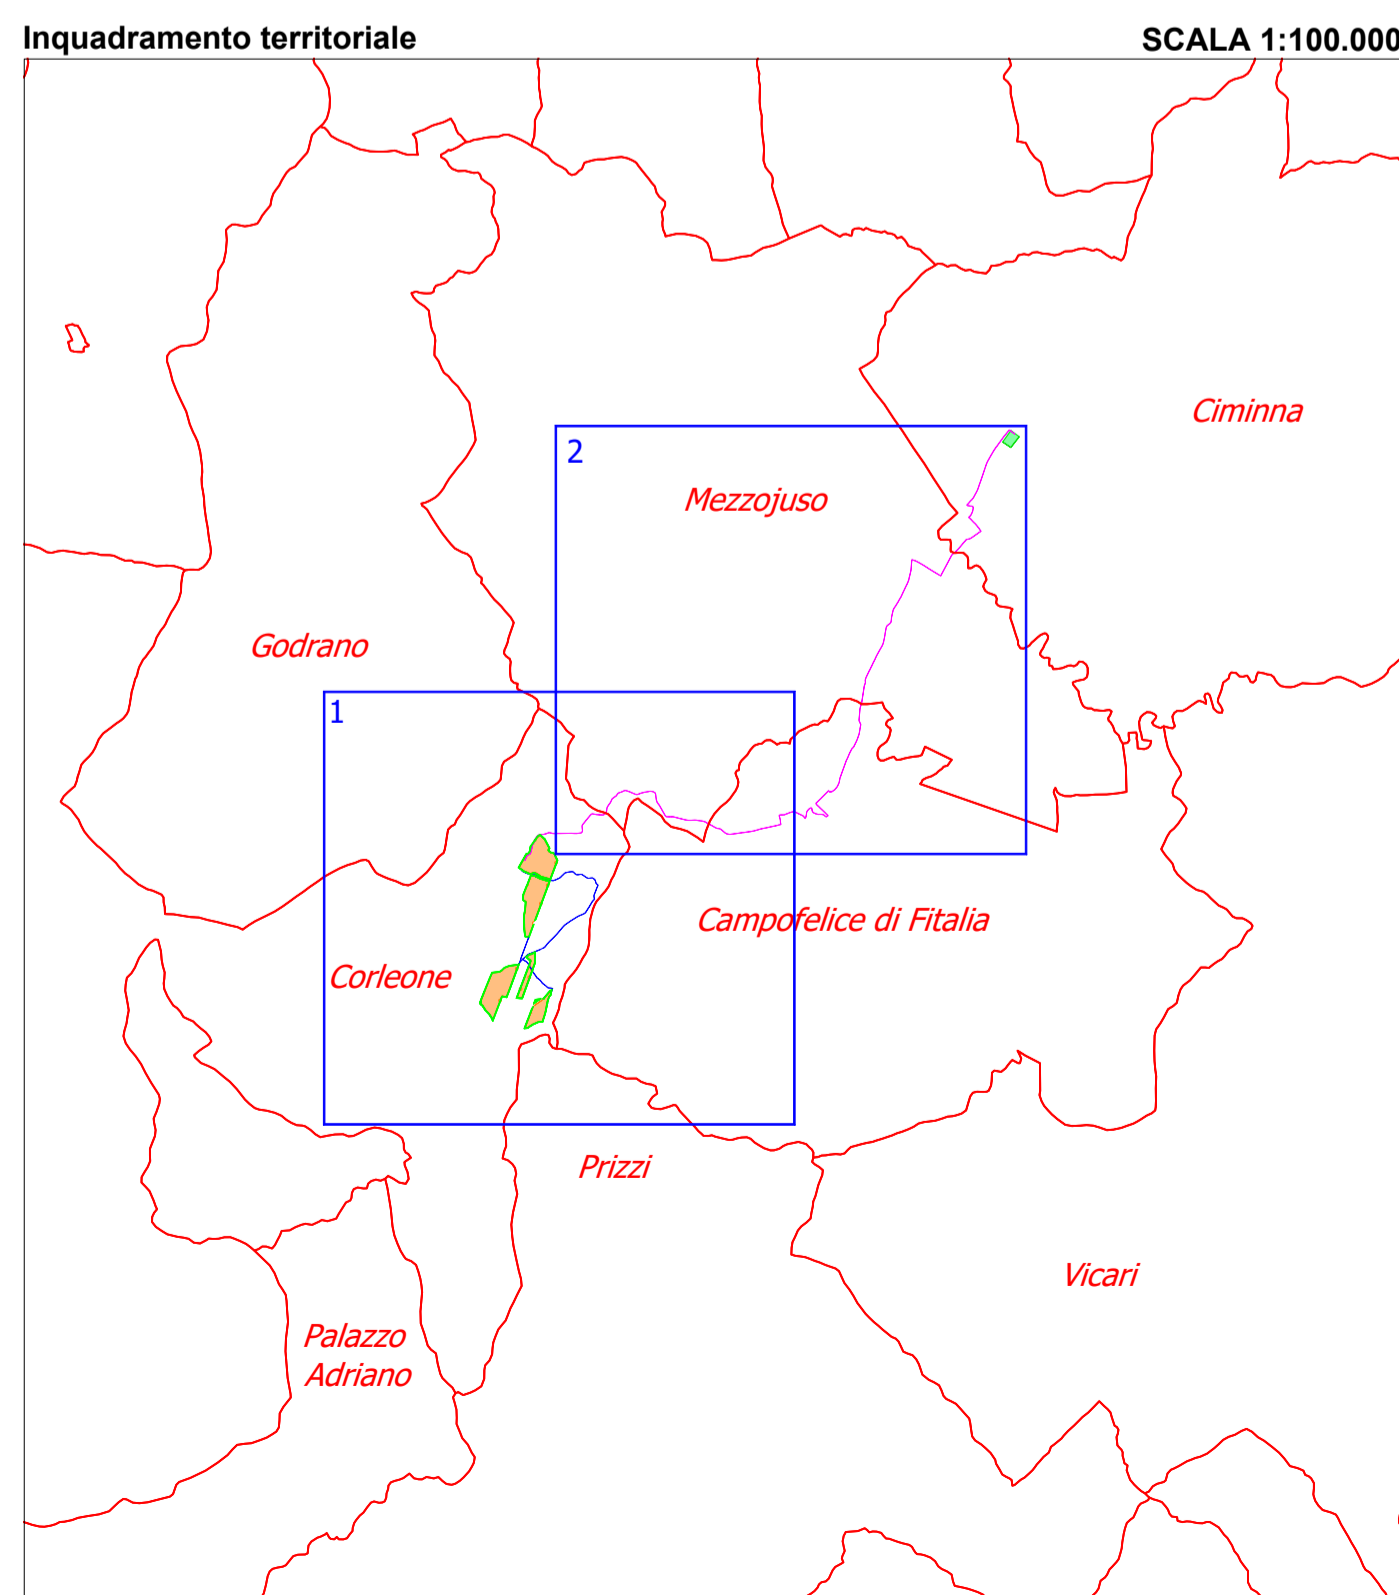 Inquadramento territoriale
SCALA 1:100.000
Ciminna
2
Mezzojuso
Godrano
1
Campofelice di Fitalia
Corleone
Prizzi
Vicari
Palazzo
Adriano